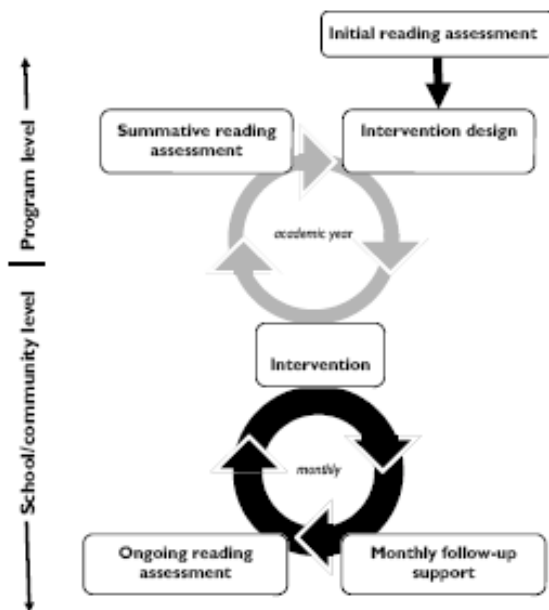 Initial reading assessment
Summative reading
assessment
Intervention design
Program level
academic year
Intervention
School/community level
monthly
Ongoing reading
assessment
Monthly follow-up
support